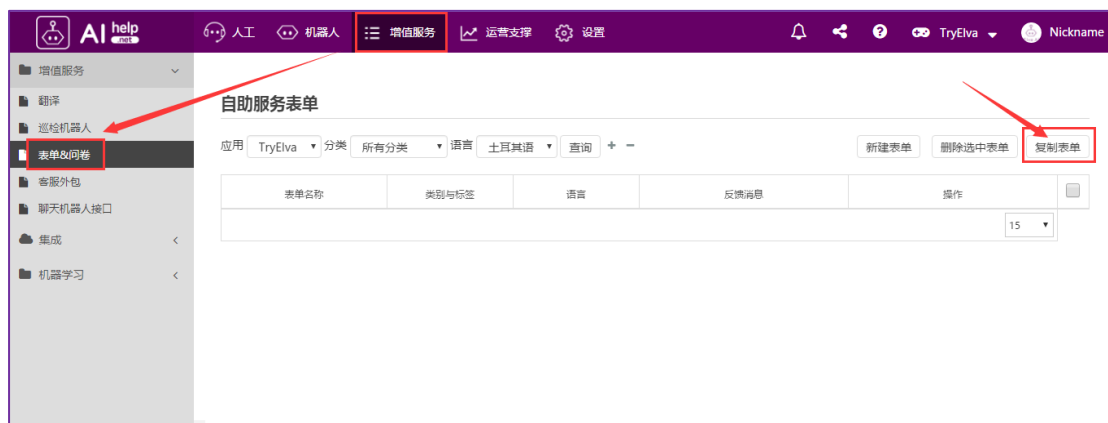 AI help .net 人工 机器人 增值服务 运营支撑 设置 TryElva Nickname
增值服务
翻译
巡检机器人
表单&问卷
客服外包
聊天机器人接口
集成
机器学习
自助服务表单
应用 TryElva 分类 所有分类 语言 土耳其语 查询 + − 新建表单 删除选中表单 复制表单
表单名称 类别与标签 语言 反馈消息 操作
15